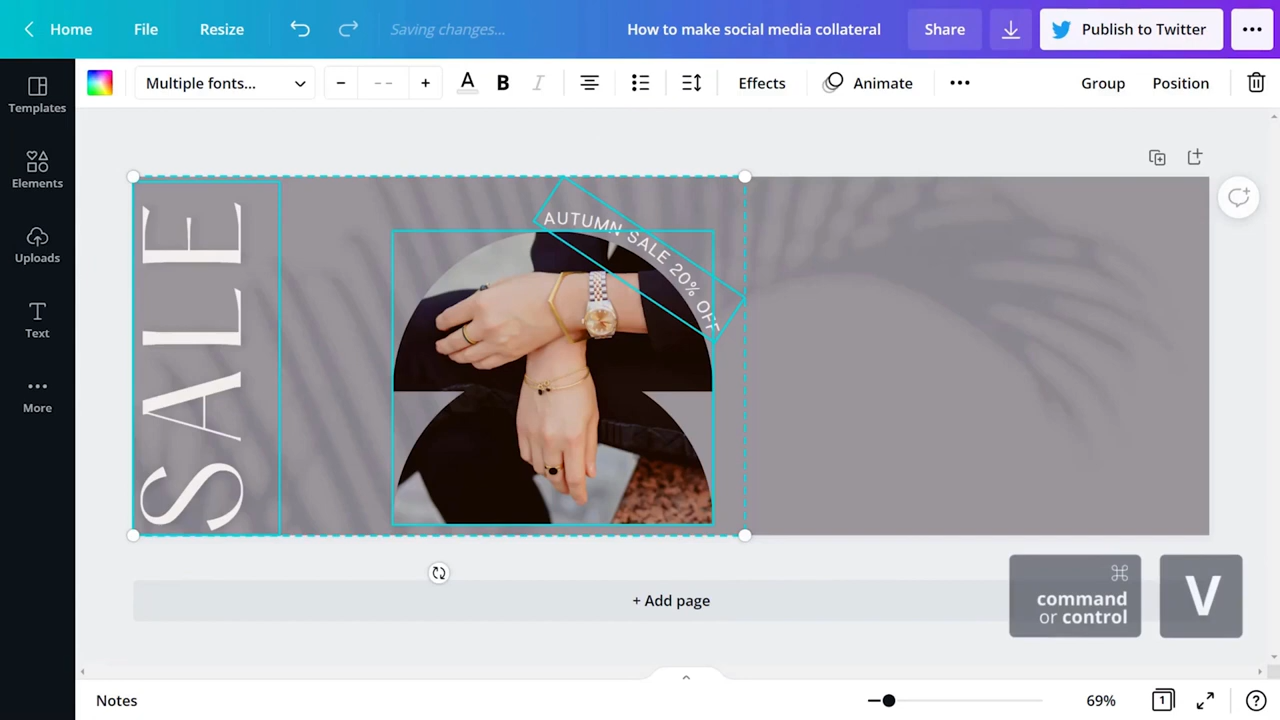 Home File Resize Saving changes... How to make social media collateral Share Publish to Twitter
Multiple fonts... – -- + A B I Effects Animate Group Position
Templates
Elements
Uploads
Text
More
SALE
AUTUMN SALE 20% OFF
+ Add page
⌘
command
or control
V
Notes 69% 1 ?